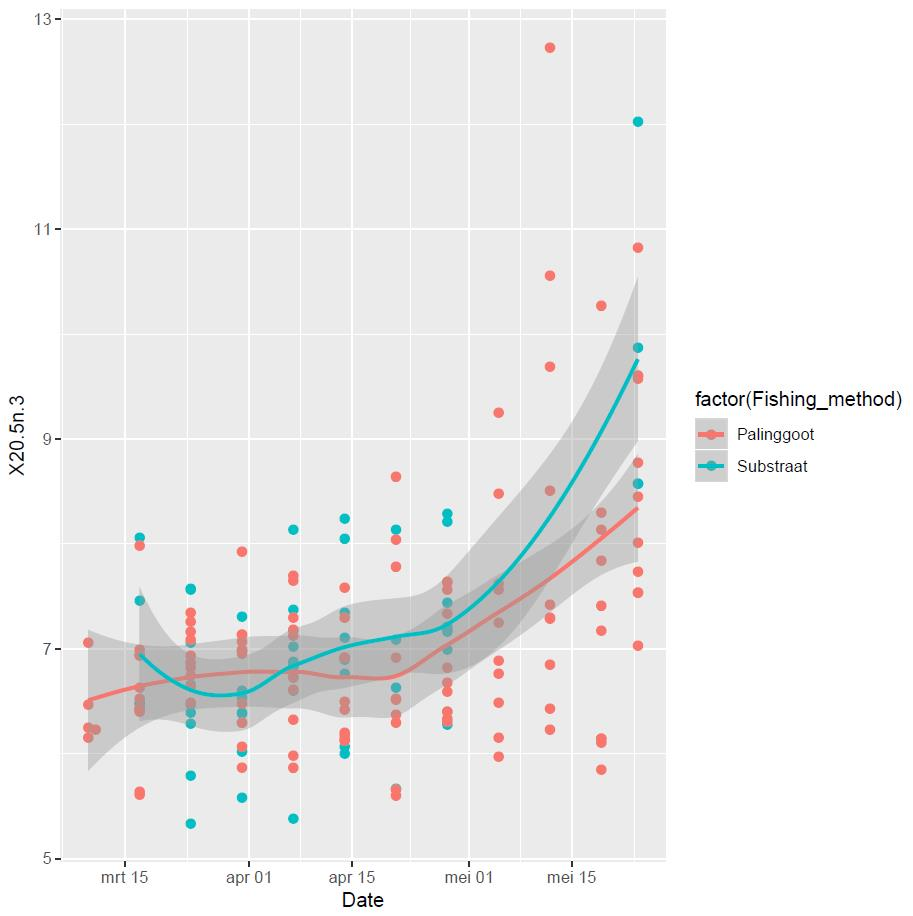 13
11
9
7
5
X20.5n.3
mrt 15
apr 01
apr 15
mei 01
mei 15
Date
factor(Fishing_method)
Palinggoot
Substraat